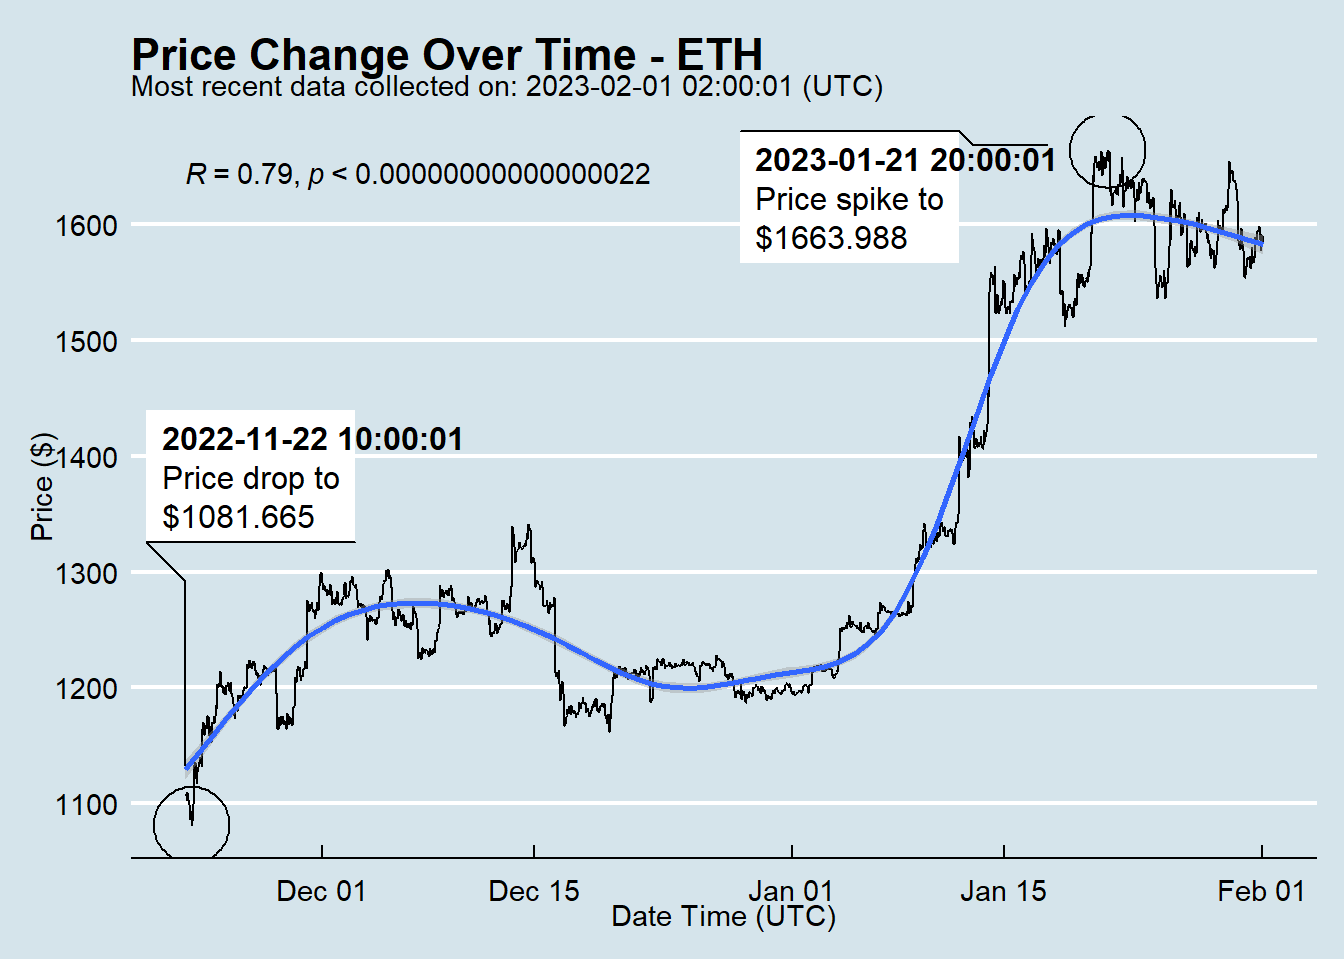 Price Change Over Time - ETH
Most recent data collected on: 2023-02-01 02:00:01 (UTC)
R = 0.79, p < 0.00000000000000022
2023-01-21 20:00:01
Price spike to
$1663.988
2022-11-22 10:00:01
Price drop to
$1081.665
Price ($)
1600
1500
1400
1300
1200
1100
Dec 01 Dec 15 Jan 01 Jan 15 Feb 01
Date Time (UTC)